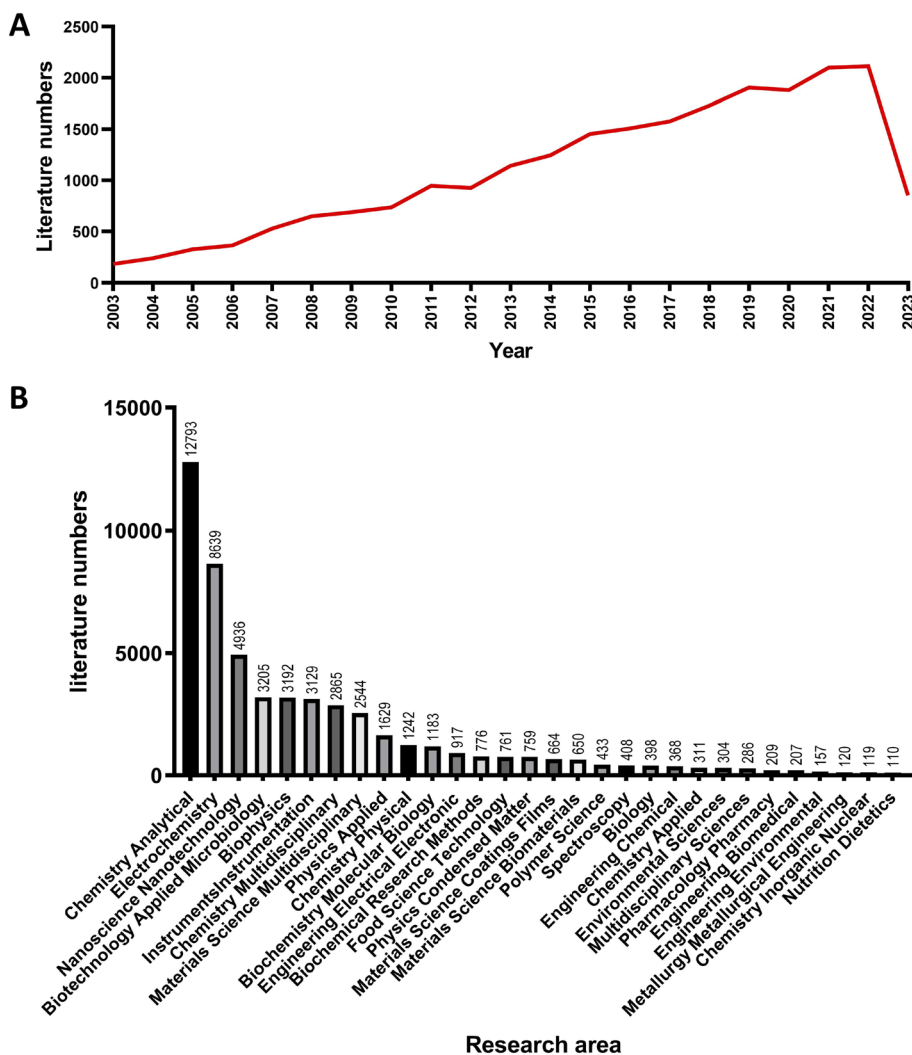 A
Literature numbers
2500
2000
1500
1000
500
0
2003
2004
2005
2006
2007
2008
2009
2010
2011
2012
2013
2014
2015
2016
2017
2018
2019
2020
2021
2022
2023
Year
B
literature numbers
15000
10000
5000
0
12793
8639
4936
3205
3192
3129
2865
2544
1629
1242
1183
917
776
761
759
664
650
433
408
398
368
311
304
286
209
207
157
120
119
110
Chemistry Analytical
Electrochemistry
Nanoscience Nanotechnology
Biotechnology Applied Microbiology
Biophysics
InstrumentsInstrumentation
Chemistry Multidisciplinary
Materials Science Multidisciplinary
Physics Applied
Chemistry Physical
Biochemistry Molecular Biology
Engineering Electrical Electronic
Biochemical Research Methods
Food Science Technology
Physics Condensed Matter
Materials Science Coatings Films
Materials Science Biomaterials
Polymer Science
Spectroscopy
Biology
Engineering Chemical
Chemistry Applied
Environmental Sciences
Multidisciplinary Sciences
Pharmacology Pharmacy
Engineering Biomedical
Engineering Environmental
Metallurgy Metallurgical Engineering
Chemistry Inorganic Nuclear
Nutrition Dietetics
Research area